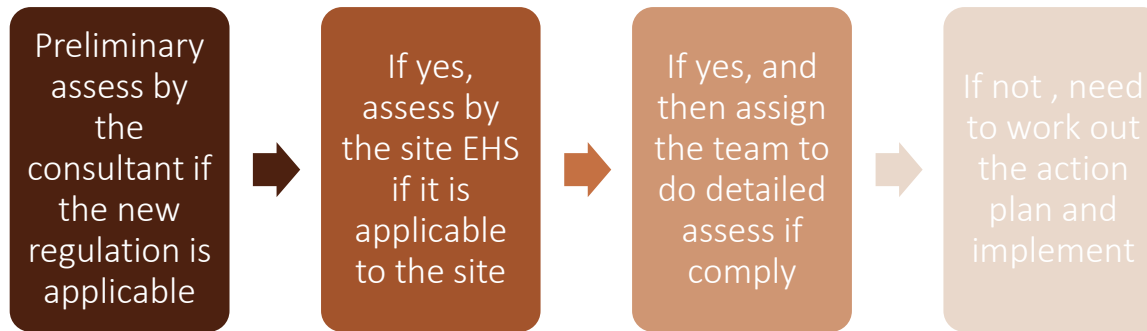 Preliminary
assess by
the
consultant if
the new
regulation is
applicable
If yes,
assess by
the site EHS
if it is
applicable
to the site
If yes, and
then assign
the team to
do detailed
assess if
comply
If not , need
to work out
the action
plan and
implement